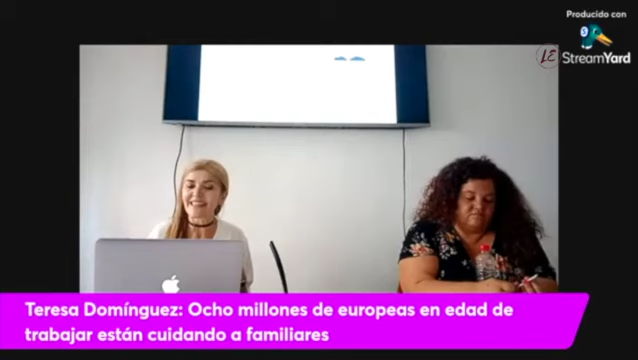 Producido con
StreamYard
LE
Teresa Domínguez: Ocho millones de europeas en edad de
trabajar están cuidando a familiares